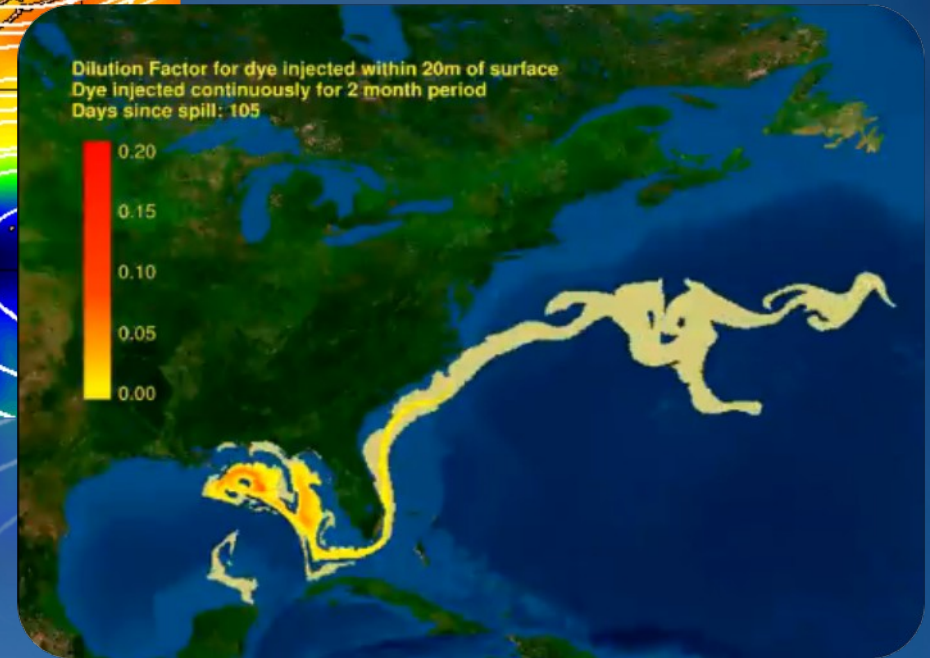 Dilution Factor for dye injected within 20m of surface
Dye injected continuously for 2 month period
Days since spill: 105
0.20
0.15
0.10
0.05
0.00